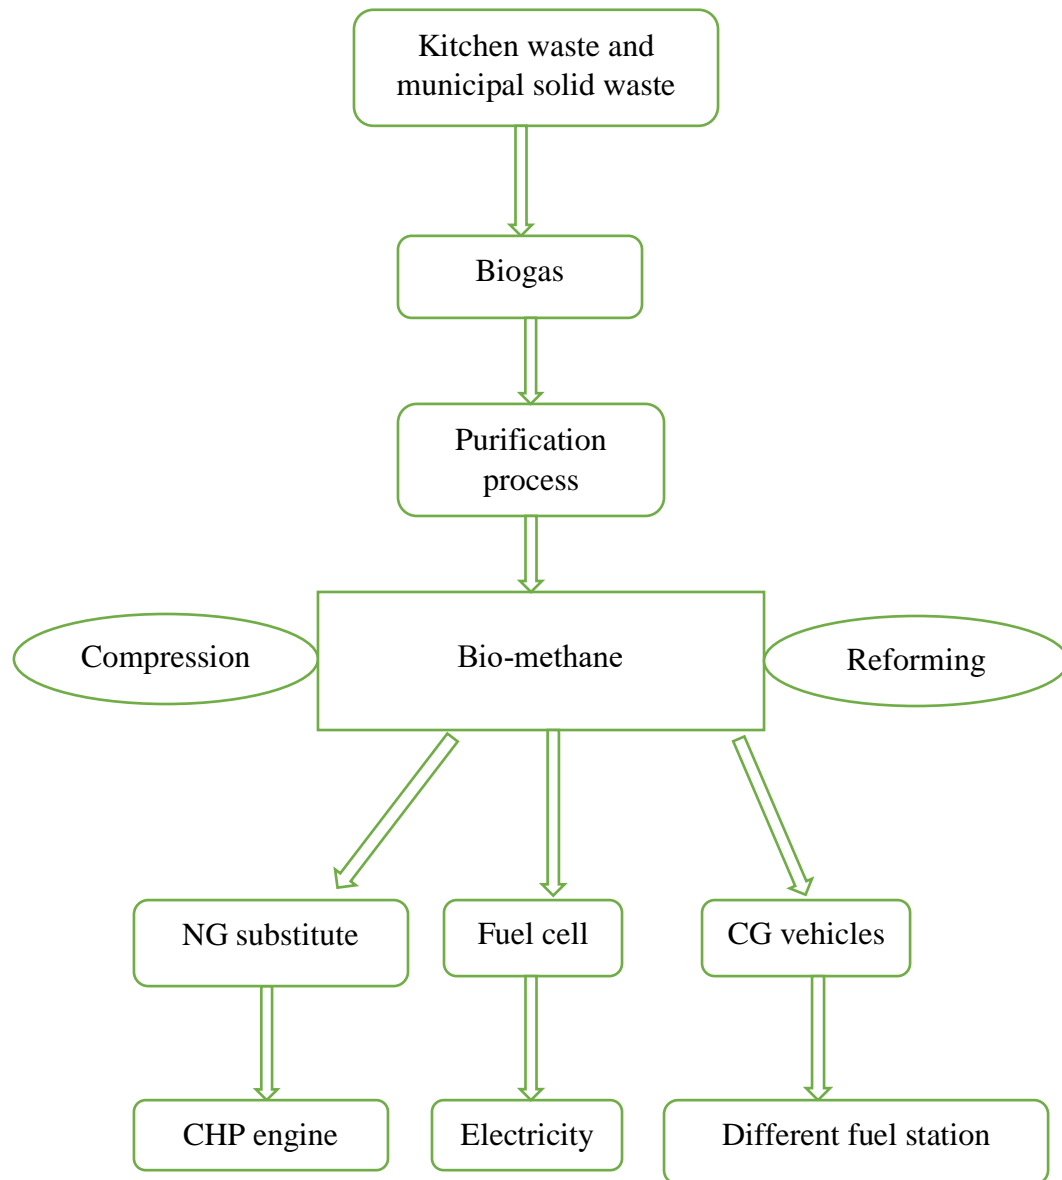 Kitchen waste and
municipal solid waste
Biogas
Purification
process
Compression
Bio-methane
Reforming
NG substitute
Fuel cell
CG vehicles
CHP engine
Electricity
Different fuel station